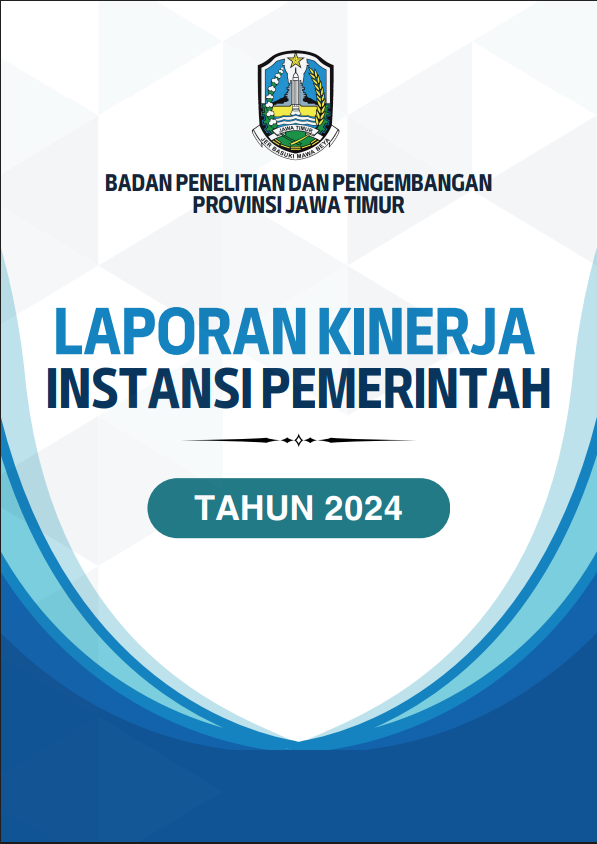 JAWA TIMUR
JER BASUKI MAWA BEYA
BADAN PENELITIAN DAN PENGEMBANGAN
PROVINSI JAWA TIMUR
LAPORAN KINERJA
INSTANSI PEMERINTAH
TAHUN 2024